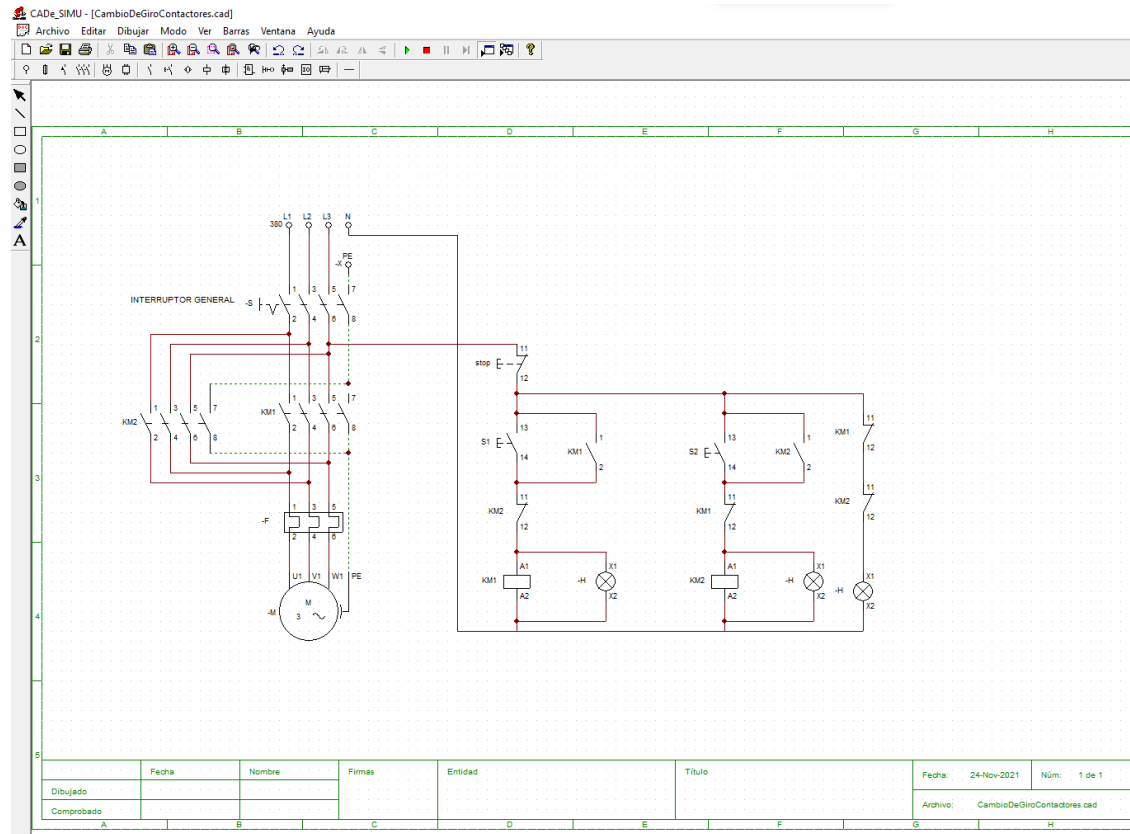 CADe_SIMU - [CambioDeGiroContactores.cad]
Archivo Editar Dibujar Modo Ver Barras Ventana Ayuda
A B C D E F G H
1
L1 L2 L3 N
380
PE
-X
1 3 5 7
INTERRUPTOR GENERAL -S
2 4 6 8
2
11
stop
12
1 3 5 7
KM1
2 4 6 8
1 3 5 7
KM2
2 4 6 8
13
S1
14
1
KM1
2
13
S2
14
1
KM2
2
11
KM1
12
3
11
KM2
12
11
KM1
12
11
KM2
12
1 3 5
-F
2 4 6
U1 V1 W1 PE
M
-M 3
A1
KM1
A2
X1
-H
X2
A1
KM2
A2
X1
-H
X2
X1
-H
X2
4
5
Fecha Nombre Firmas Entidad Título
Dibujado
Comprobado
Fecha: 24-Nov-2021 Núm: 1 de 1
Archivo: CambioDeGiroContactores.cad
A B C D E F G H